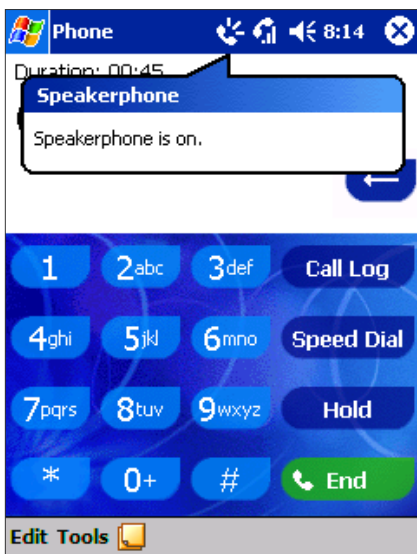 Phone 8:14
Duration: 00:45
Speakerphone
Speakerphone is on.
1 2abc 3def Call Log
4ghi 5jkl 6mno Speed Dial
7pqrs 8tuv 9wxyz Hold
* 0+ # End
Edit Tools